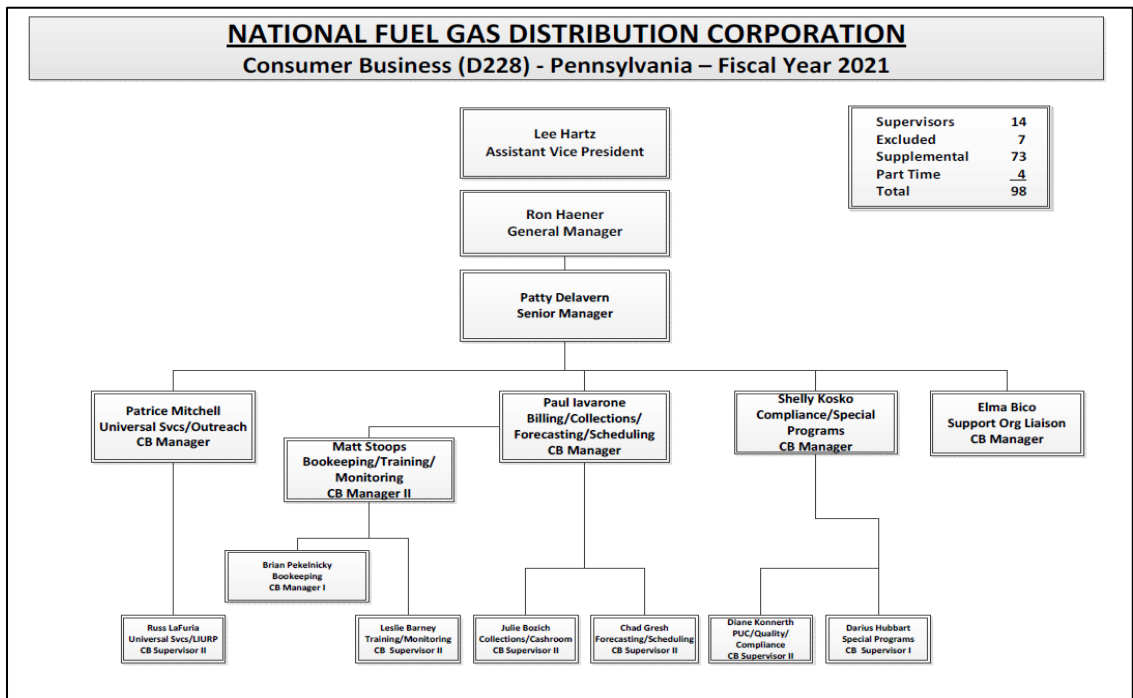 NATIONAL FUEL GAS DISTRIBUTION CORPORATION
Consumer Business (D228) - Pennsylvania – Fiscal Year 2021
Lee Hartz
Assistant Vice President
Supervisors 14
Excluded 7
Supplemental 73
Part Time 4
Total 98
Ron Haener
General Manager
Patty Delavern
Senior Manager
Patrice Mitchell
Universal Svcs/Outreach
CB Manager
Paul Iavarone
Billing/Collections/
Forecasting/Scheduling
CB Manager
Shelly Kosko
Compliance/Special
Programs
CB Manager
Elma Bico
Support Org Liaison
CB Manager
Matt Stoops
Bookeeping/Training/
Monitoring
CB Manager II
Brian Pekelnicky
Bookeeping
CB Manager I
Russ LaFuria
Universal Svcs/LIURP
CB Supervisor II
Leslie Barney
Training/Monitoring
CB Supervisor II
Julie Bozich
Collections/Cashroom
CB Supervisor II
Chad Gresh
Forecasting/Scheduling
CB Supervisor II
Diane Konnerth
PUC/Quality/
Compliance
CB Supervisor II
Darius Hubbart
Special Programs
CB Supervisor I